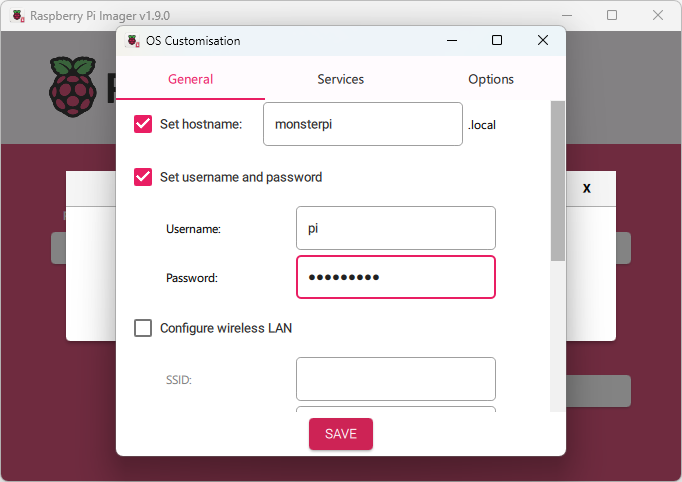 Raspberry Pi Imager v1.9.0
OS Customisation
General Services Options
Set hostname: monsterpi .local
X
Set username and password
Username: pi
Password: •••••••••
Configure wireless LAN
SSID:
SAVE